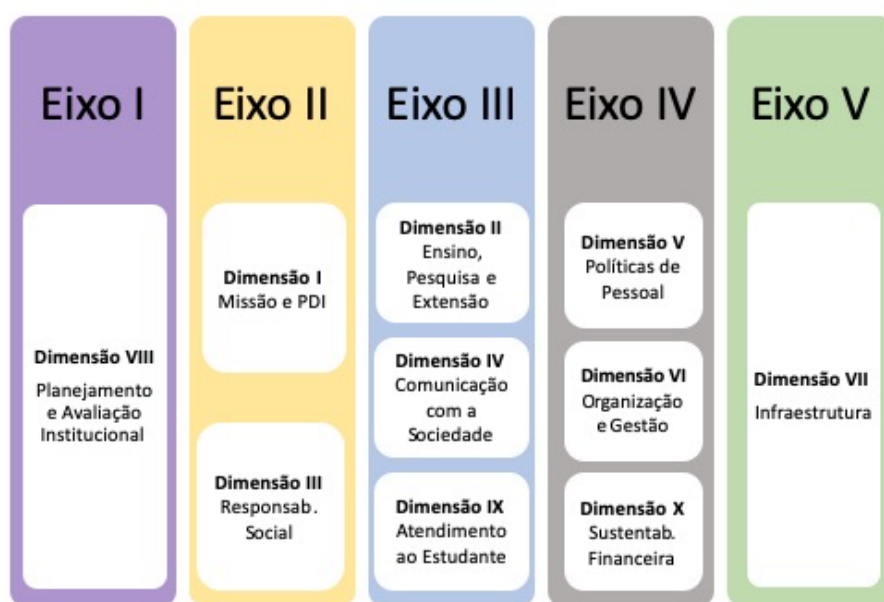 Eixo I
Dimensão VIII
Planejamento
e Avaliação
Institucional
Eixo II
Dimensão I
Missão e PDI
Dimensão III
Responsab.
Social
Eixo III
Dimensão II
Ensino,
Pesquisa e
Extensão
Dimensão IV
Comunicação
com a
Sociedade
Dimensão IX
Atendimento
ao Estudante
Eixo IV
Dimensão V
Políticas de
Pessoal
Dimensão VI
Organização
e Gestão
Dimensão X
Sustentab.
Financeira
Eixo V
Dimensão VII
Infraestrutura